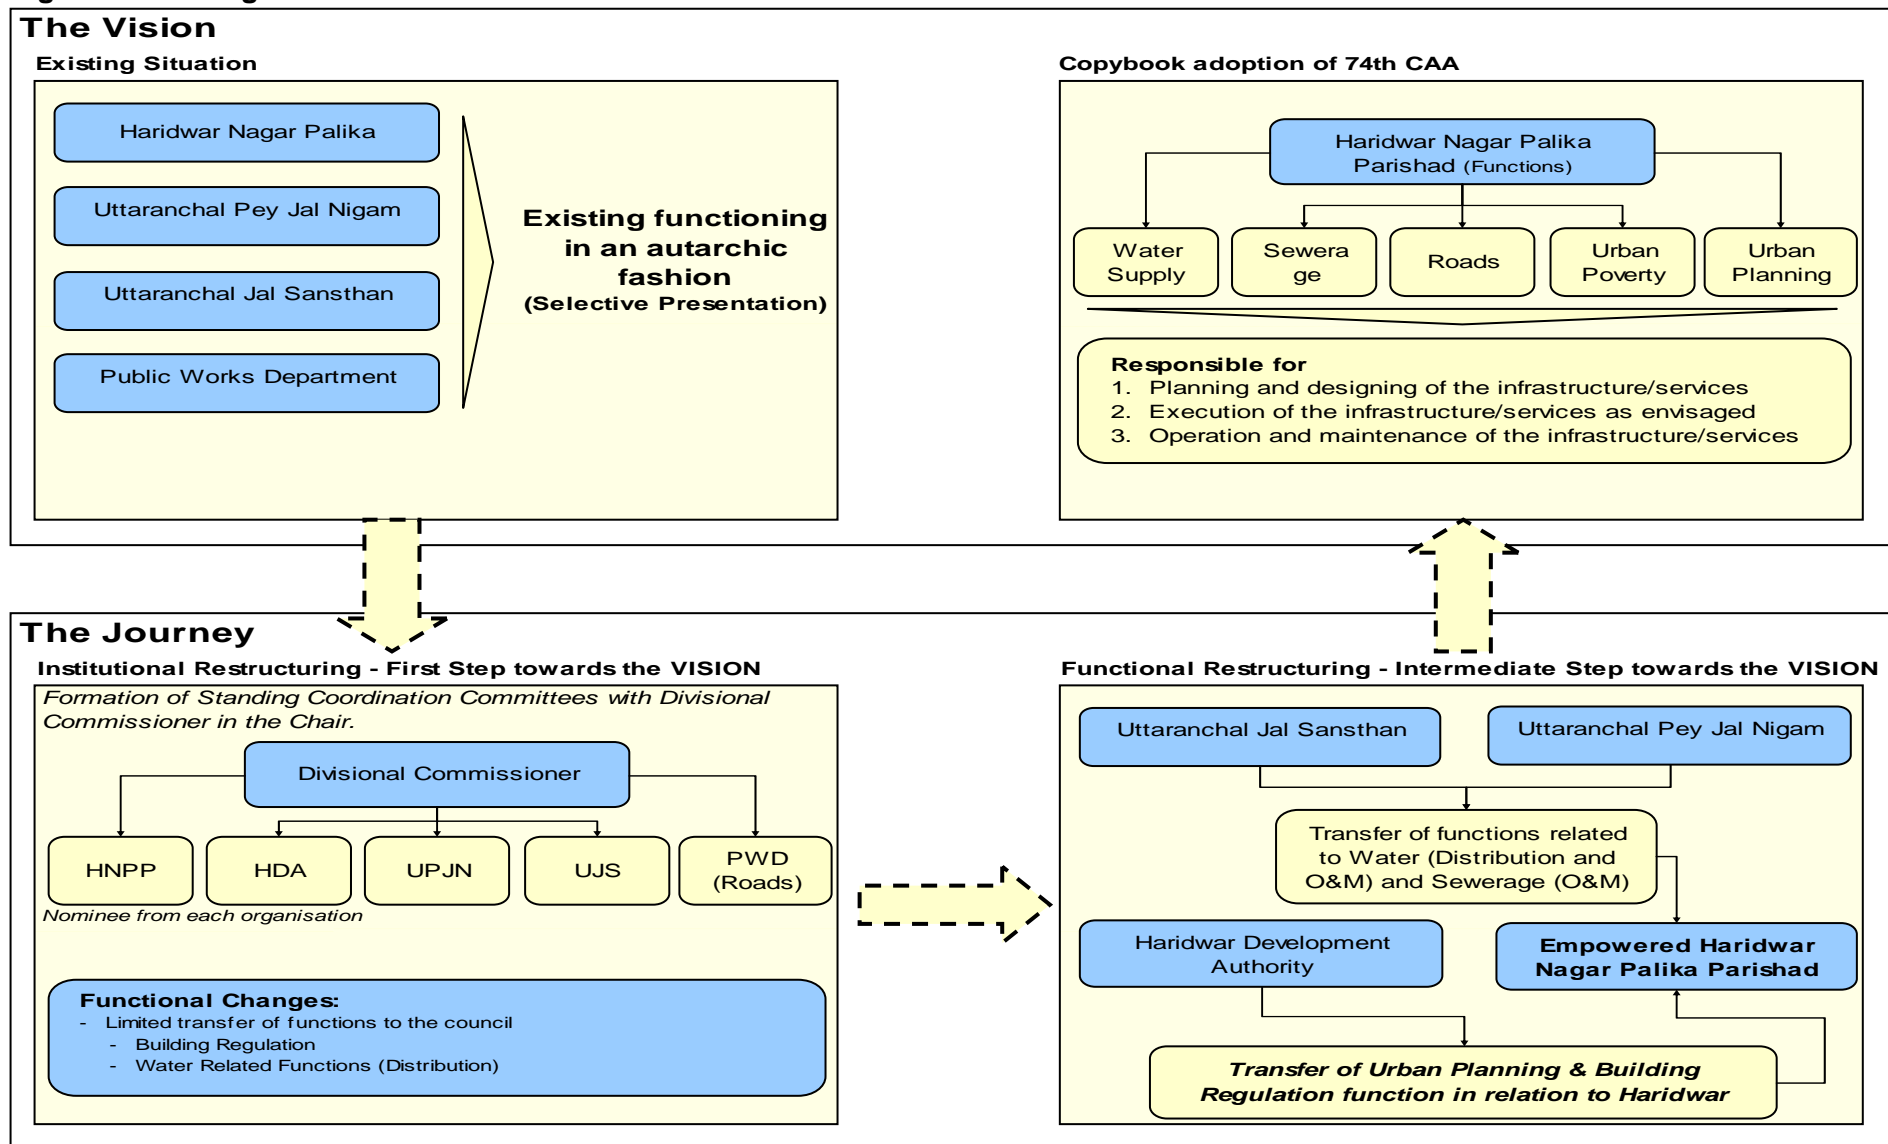 The Vision
Existing Situation
Haridwar Nagar Palika
Uttaranchal Pey Jal Nigam
Uttaranchal Jal Sansthan
Public Works Department
Existing functioning
in an autarchic
fashion
(Selective Presentation)
Copybook adoption of 74th CAA
Haridwar Nagar Palika
Parishad (Functions)
Water
Supply
Sewera
ge
Roads
Urban
Poverty
Urban
Planning
Responsible for
1. Planning and designing of the infrastructure/services
2. Execution of the infrastructure/services as envisaged
3. Operation and maintenance of the infrastructure/services
The Journey
Institutional Restructuring - First Step towards the VISION
Formation of Standing Coordination Committees with Divisional
Commissioner in the Chair.
Divisional Commissioner
HNPP
HDA
UPJN
UJS
PWD
(Roads)
Nominee from each organisation
Functional Changes:
- Limited transfer of functions to the council
- Building Regulation
- Water Related Functions (Distribution)
Functional Restructuring - Intermediate Step towards the VISION
Uttaranchal Jal Sansthan
Uttaranchal Pey Jal Nigam
Transfer of functions related
to Water (Distribution and
O&M) and Sewerage (O&M)
Haridwar Development
Authority
Empowered Haridwar
Nagar Palika Parishad
Transfer of Urban Planning & Building
Regulation function in relation to Haridwar